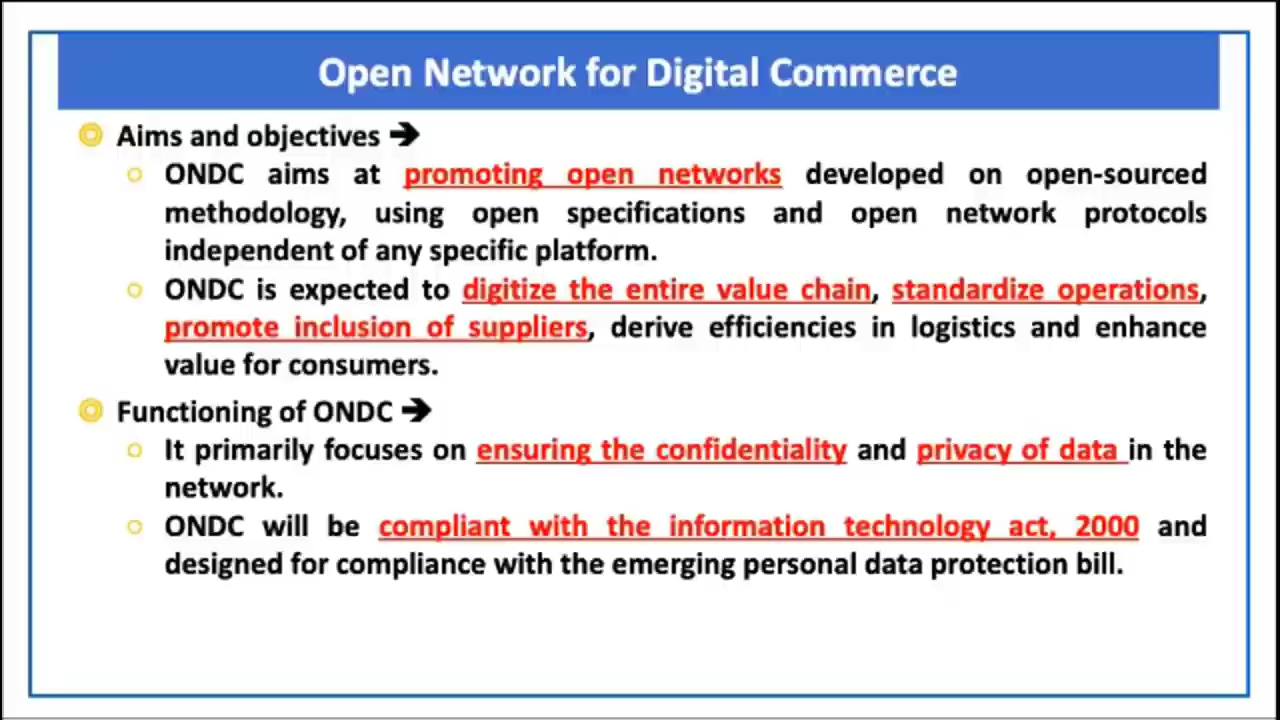 Open Network for Digital Commerce
Aims and objectives ➔
ONDC aims at promoting open networks developed on open-sourced
methodology, using open specifications and open network protocols
independent of any specific platform.
ONDC is expected to digitize the entire value chain, standardize operations,
promote inclusion of suppliers, derive efficiencies in logistics and enhance
value for consumers.
Functioning of ONDC ➔
It primarily focuses on ensuring the confidentiality and privacy of data in the
network.
ONDC will be compliant with the information technology act, 2000 and
designed for compliance with the emerging personal data protection bill.